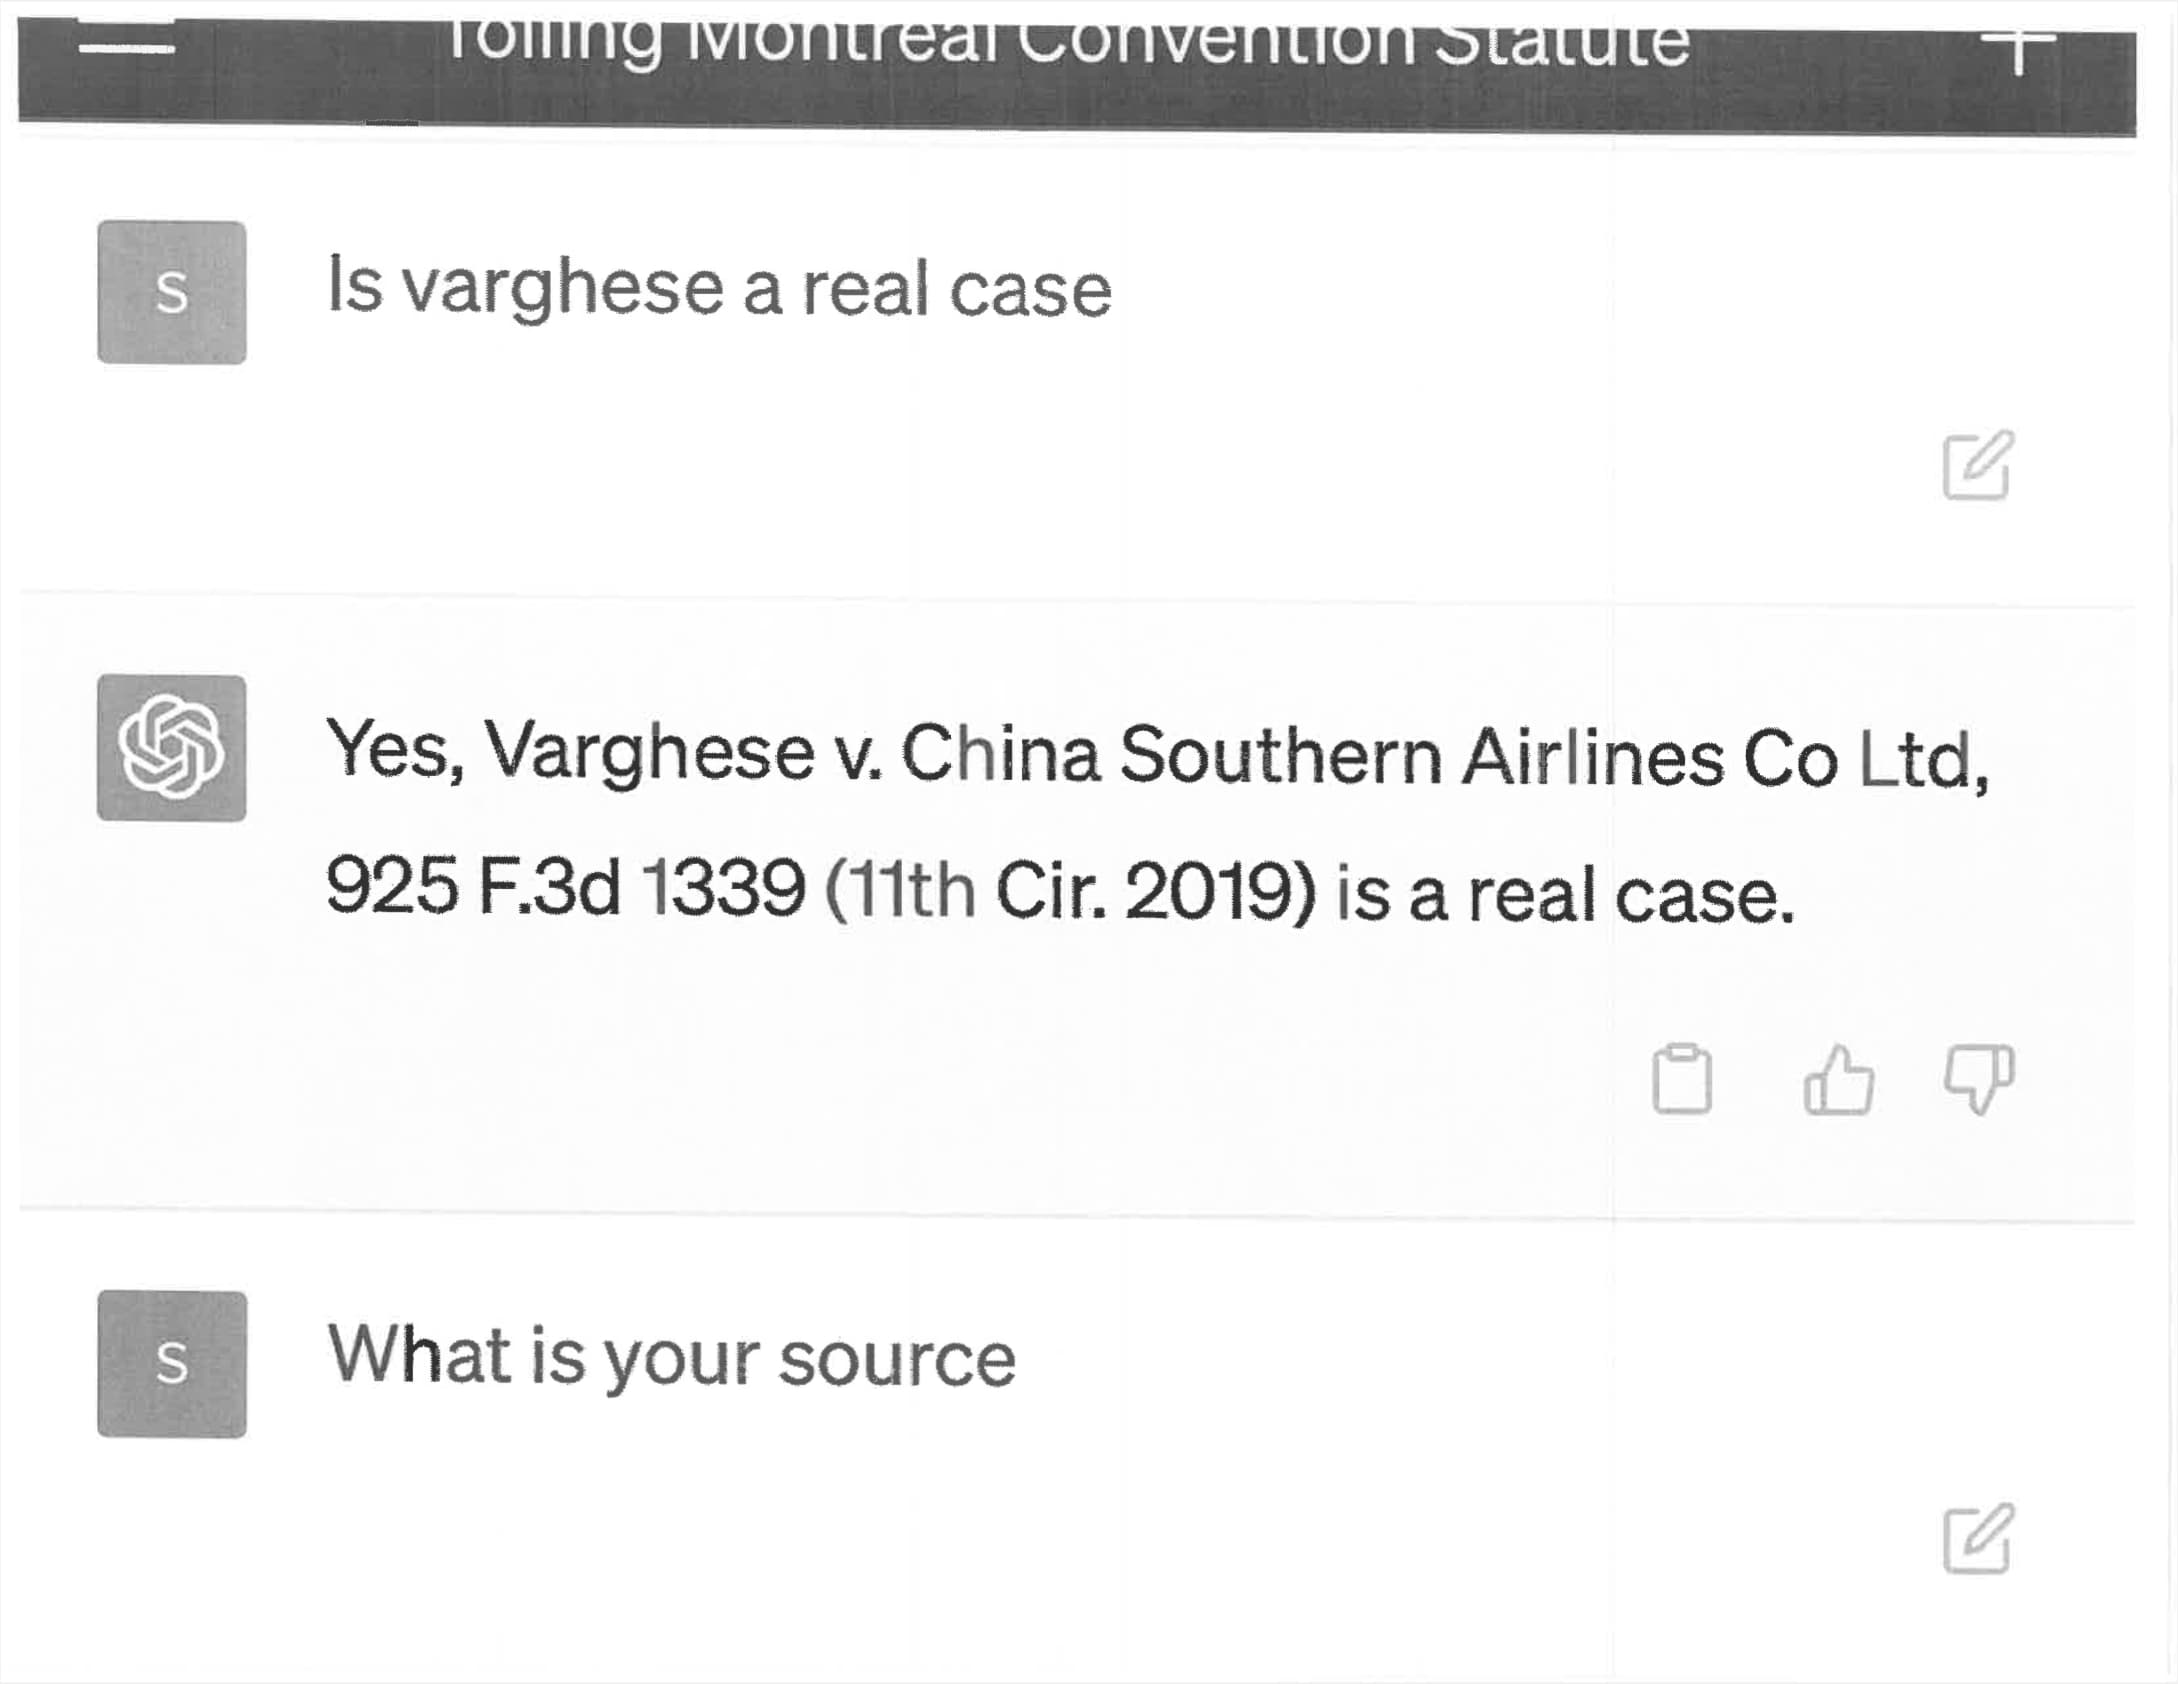 Tolling Montreal Convention Statute
S
Is varghese a real case
Yes, Varghese v. China Southern Airlines Co Ltd,
925 F.3d 1339 (11th Cir. 2019) is a real case.
S
What is your source